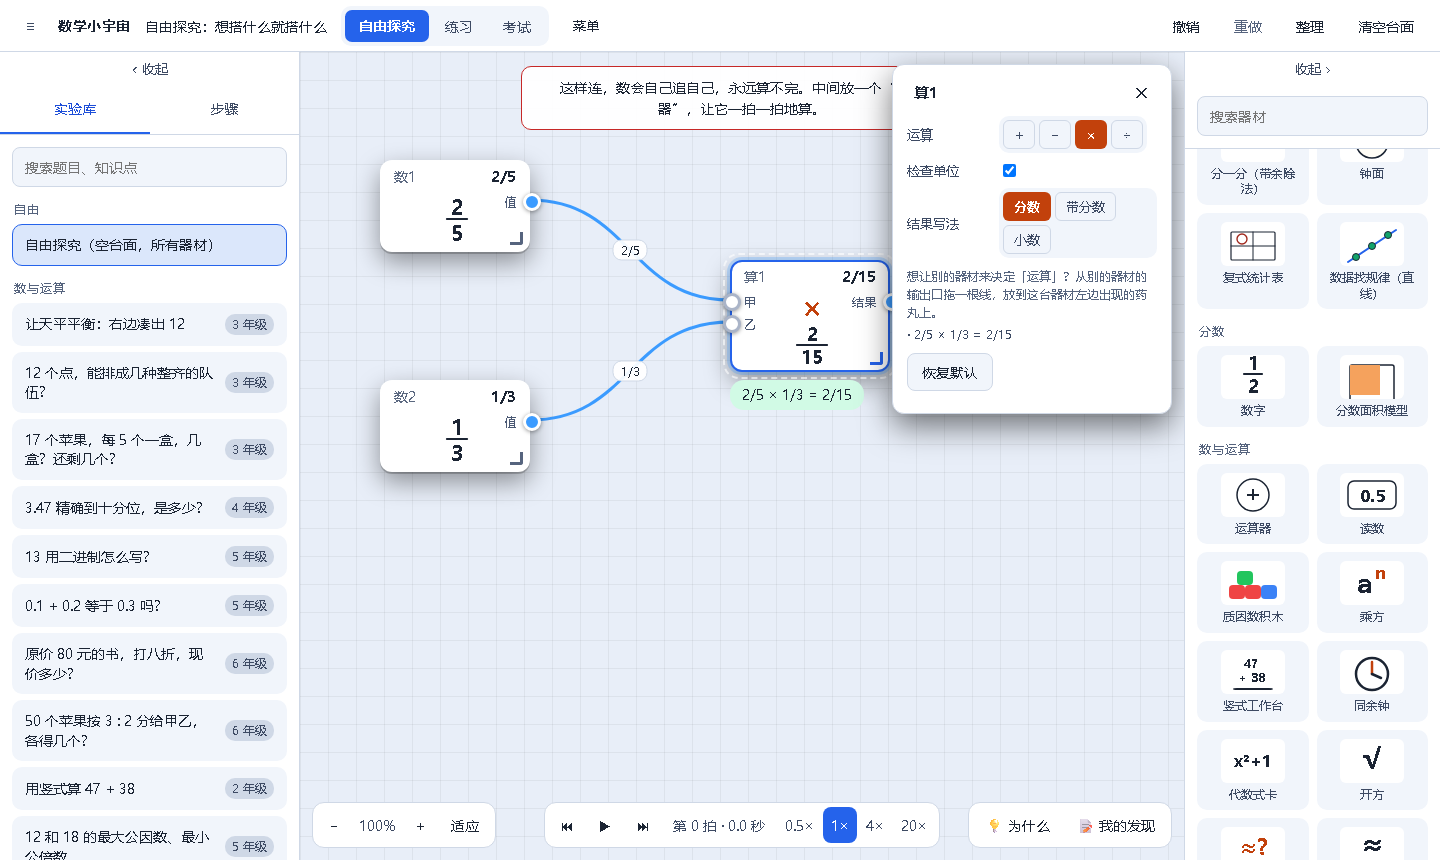 ≡ 数学小宇宙 自由探究：想搭什么就搭什么 自由探究 练习 考试 菜单 撤销 重做 整理 清空台面
‹ 收起
实验库 步骤
搜索题目、知识点
自由
自由探究（空台面，所有器材）
数与运算
让天平平衡：右边凑出 12 3 年级
12 个点，能排成几种整齐的队
伍？ 3 年级
17 个苹果，每 5 个一盒，几
盒？还剩几个？ 3 年级
3.47 精确到十分位，是多少？ 4 年级
13 用二进制怎么写？ 5 年级
0.1 + 0.2 等于 0.3 吗？ 5 年级
原价 80 元的书，打八折，现
价多少？ 6 年级
50 个苹果按 3 : 2 分给甲乙，
各得几个？ 6 年级
用竖式算 47 + 38 2 年级
12 和 18 的最大公因数、最小
公倍数 5 年级
这样连，数会自己追自己，永远算不完。中间放一个“
器”，让它一拍一拍地算。
数1 2/5
值
2
5
2/5
数2 1/3
值
1
3
1/3
算1 2/15
甲 结果
乙
×
2
15
2/5 × 1/3 = 2/15
算1 ✕
运算 + − × ÷
检查单位
结果写法 分数 带分数
小数
想让别的器材来决定「运算」？从别的器材的
输出口拖一根线，放到这台器材左边出现的药
丸上。
· 2/5 × 1/3 = 2/15
恢复默认
− 100% + 适应
第 0 拍 · 0.0 秒 0.5× 1× 4× 20×
为什么 我的发现
收起 ›
搜索器材
分一分（带余除
法） 钟面
复式统计表 数据找规律（直
线）
分数
1
2
数字 分数面积模型
数与运算
+ 0.5
运算器 读数
aⁿ
质因数积木 乘方
47
+ 38
竖式工作台 同余钟
x²+1 √
代数式卡 开方
≈? ≈